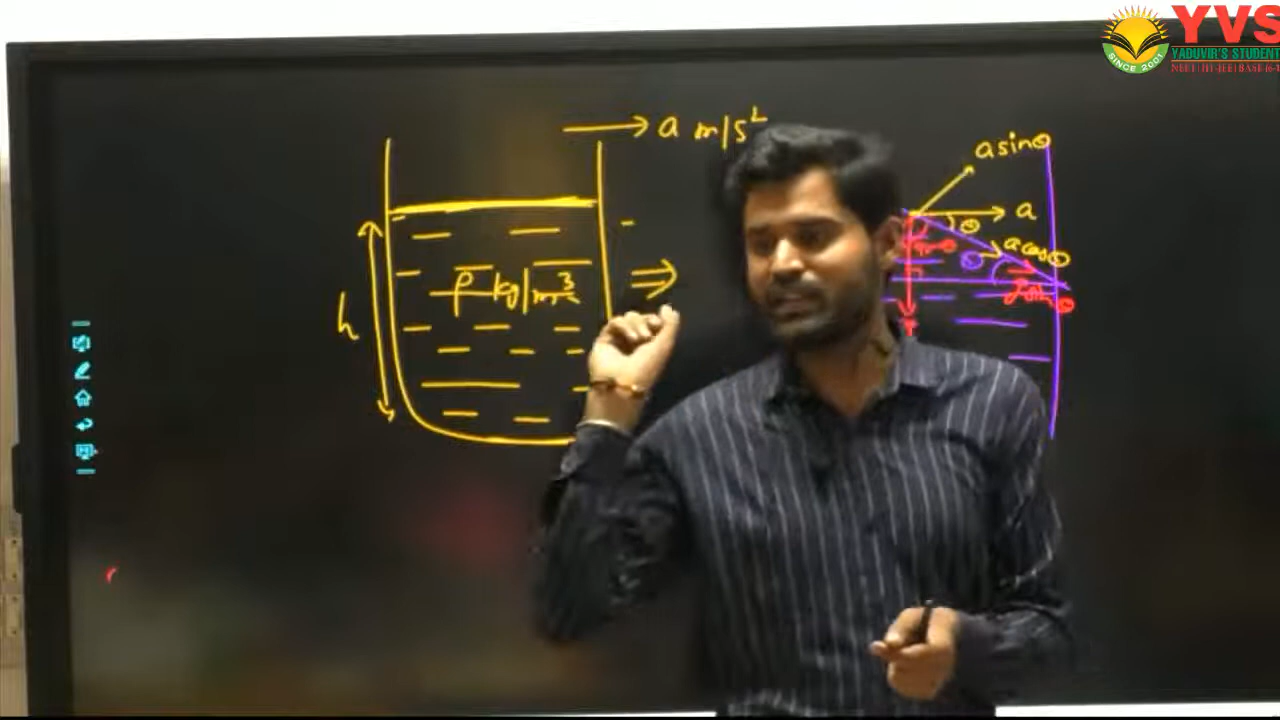 YVS
YADUVIR'S STUDENT
SINCE 2001
→ a m/s²
a sinθ
→ a
θ
a cosθ
θ
ρ kg/m³
⇒
h